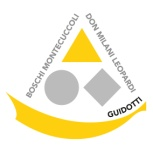 BOSCHI MONTECUCCOLI
DON MILANI LEOPARDI
GUIDOTTI